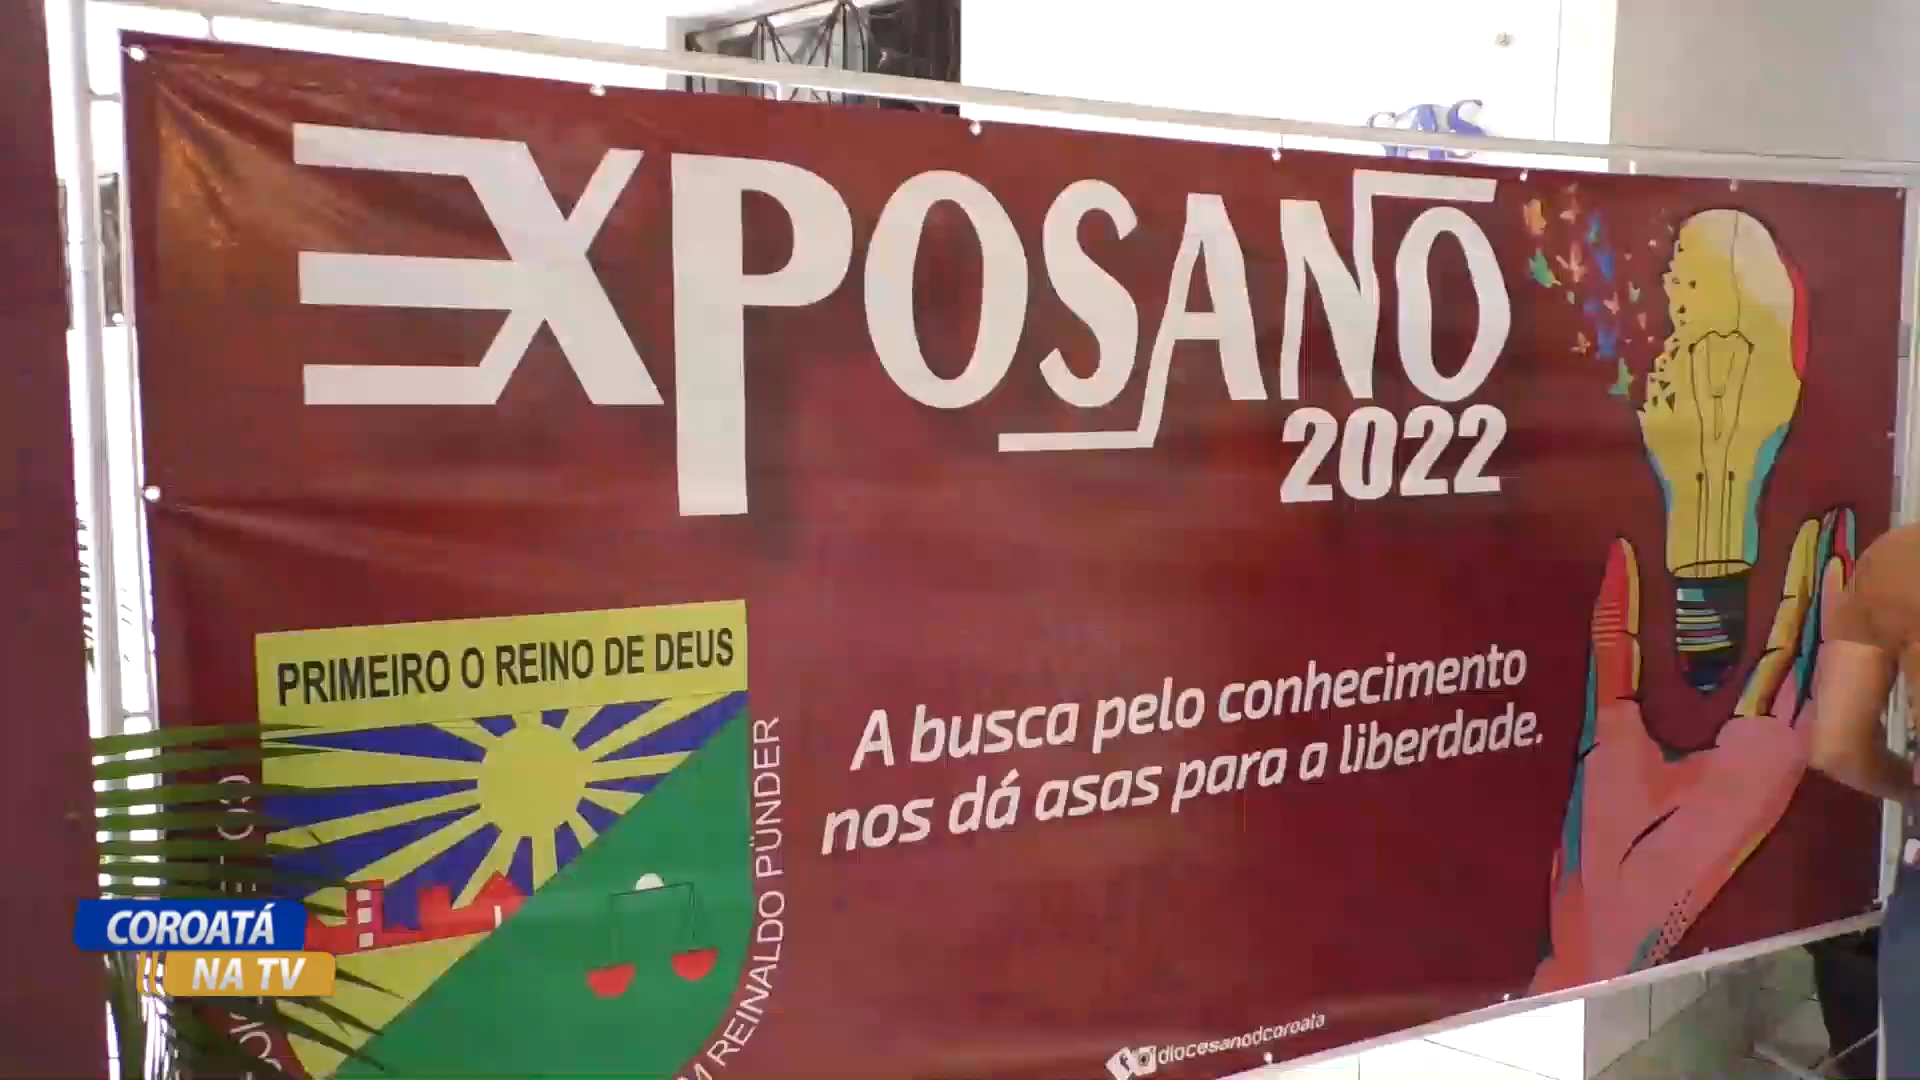 EXPOSANO
2022
PRIMEIRO O REINO DE DEUS
A busca pelo conhecimento
nos dá asas para a liberdade.
REINALDO PÜNDER
diocesanodcoroata
COROATÁ
NA TV